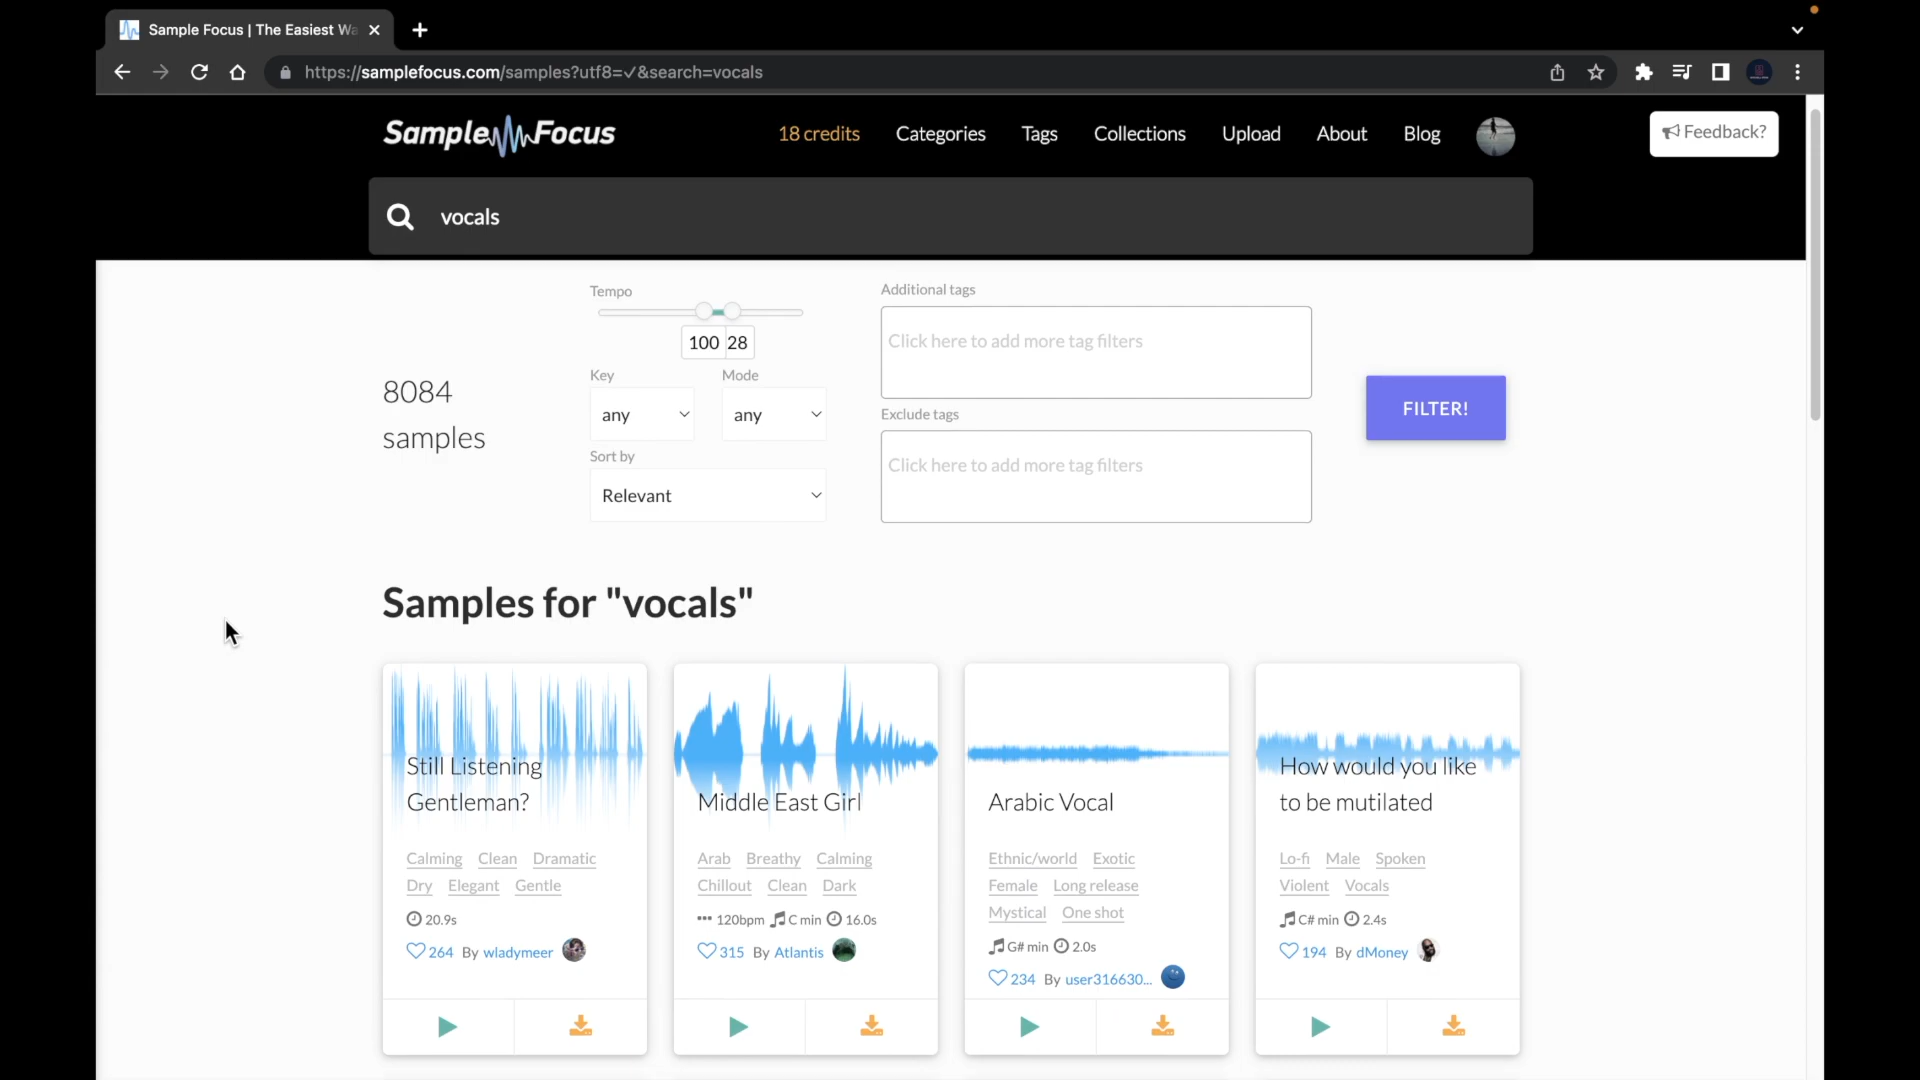 Sample Focus | The Easiest Wa
https://samplefocus.com/samples?utf8=✓&search=vocals
Sample Focus
18 credits Categories Tags Collections Upload About Blog
Feedback?
vocals
Tempo
100 28
Key Mode
any any
Sort by
Relevant
8084
samples
Additional tags
Click here to add more tag filters
Exclude tags
Click here to add more tag filters
FILTER!
Samples for "vocals"
Still Listening
Gentleman?
Calming Clean Dramatic
Dry Elegant Gentle
20.9s
264 By wladymeer
Middle East Girl
Arab Breathy Calming
Chillout Clean Dark
120bpm C min 16.0s
315 By Atlantis
Arabic Vocal
Ethnic/world Exotic
Female Long release
Mystical One shot
G# min 2.0s
234 By user316630...
How would you like
to be mutilated
Lo-fi Male Spoken
Violent Vocals
C# min 2.4s
194 By dMoney